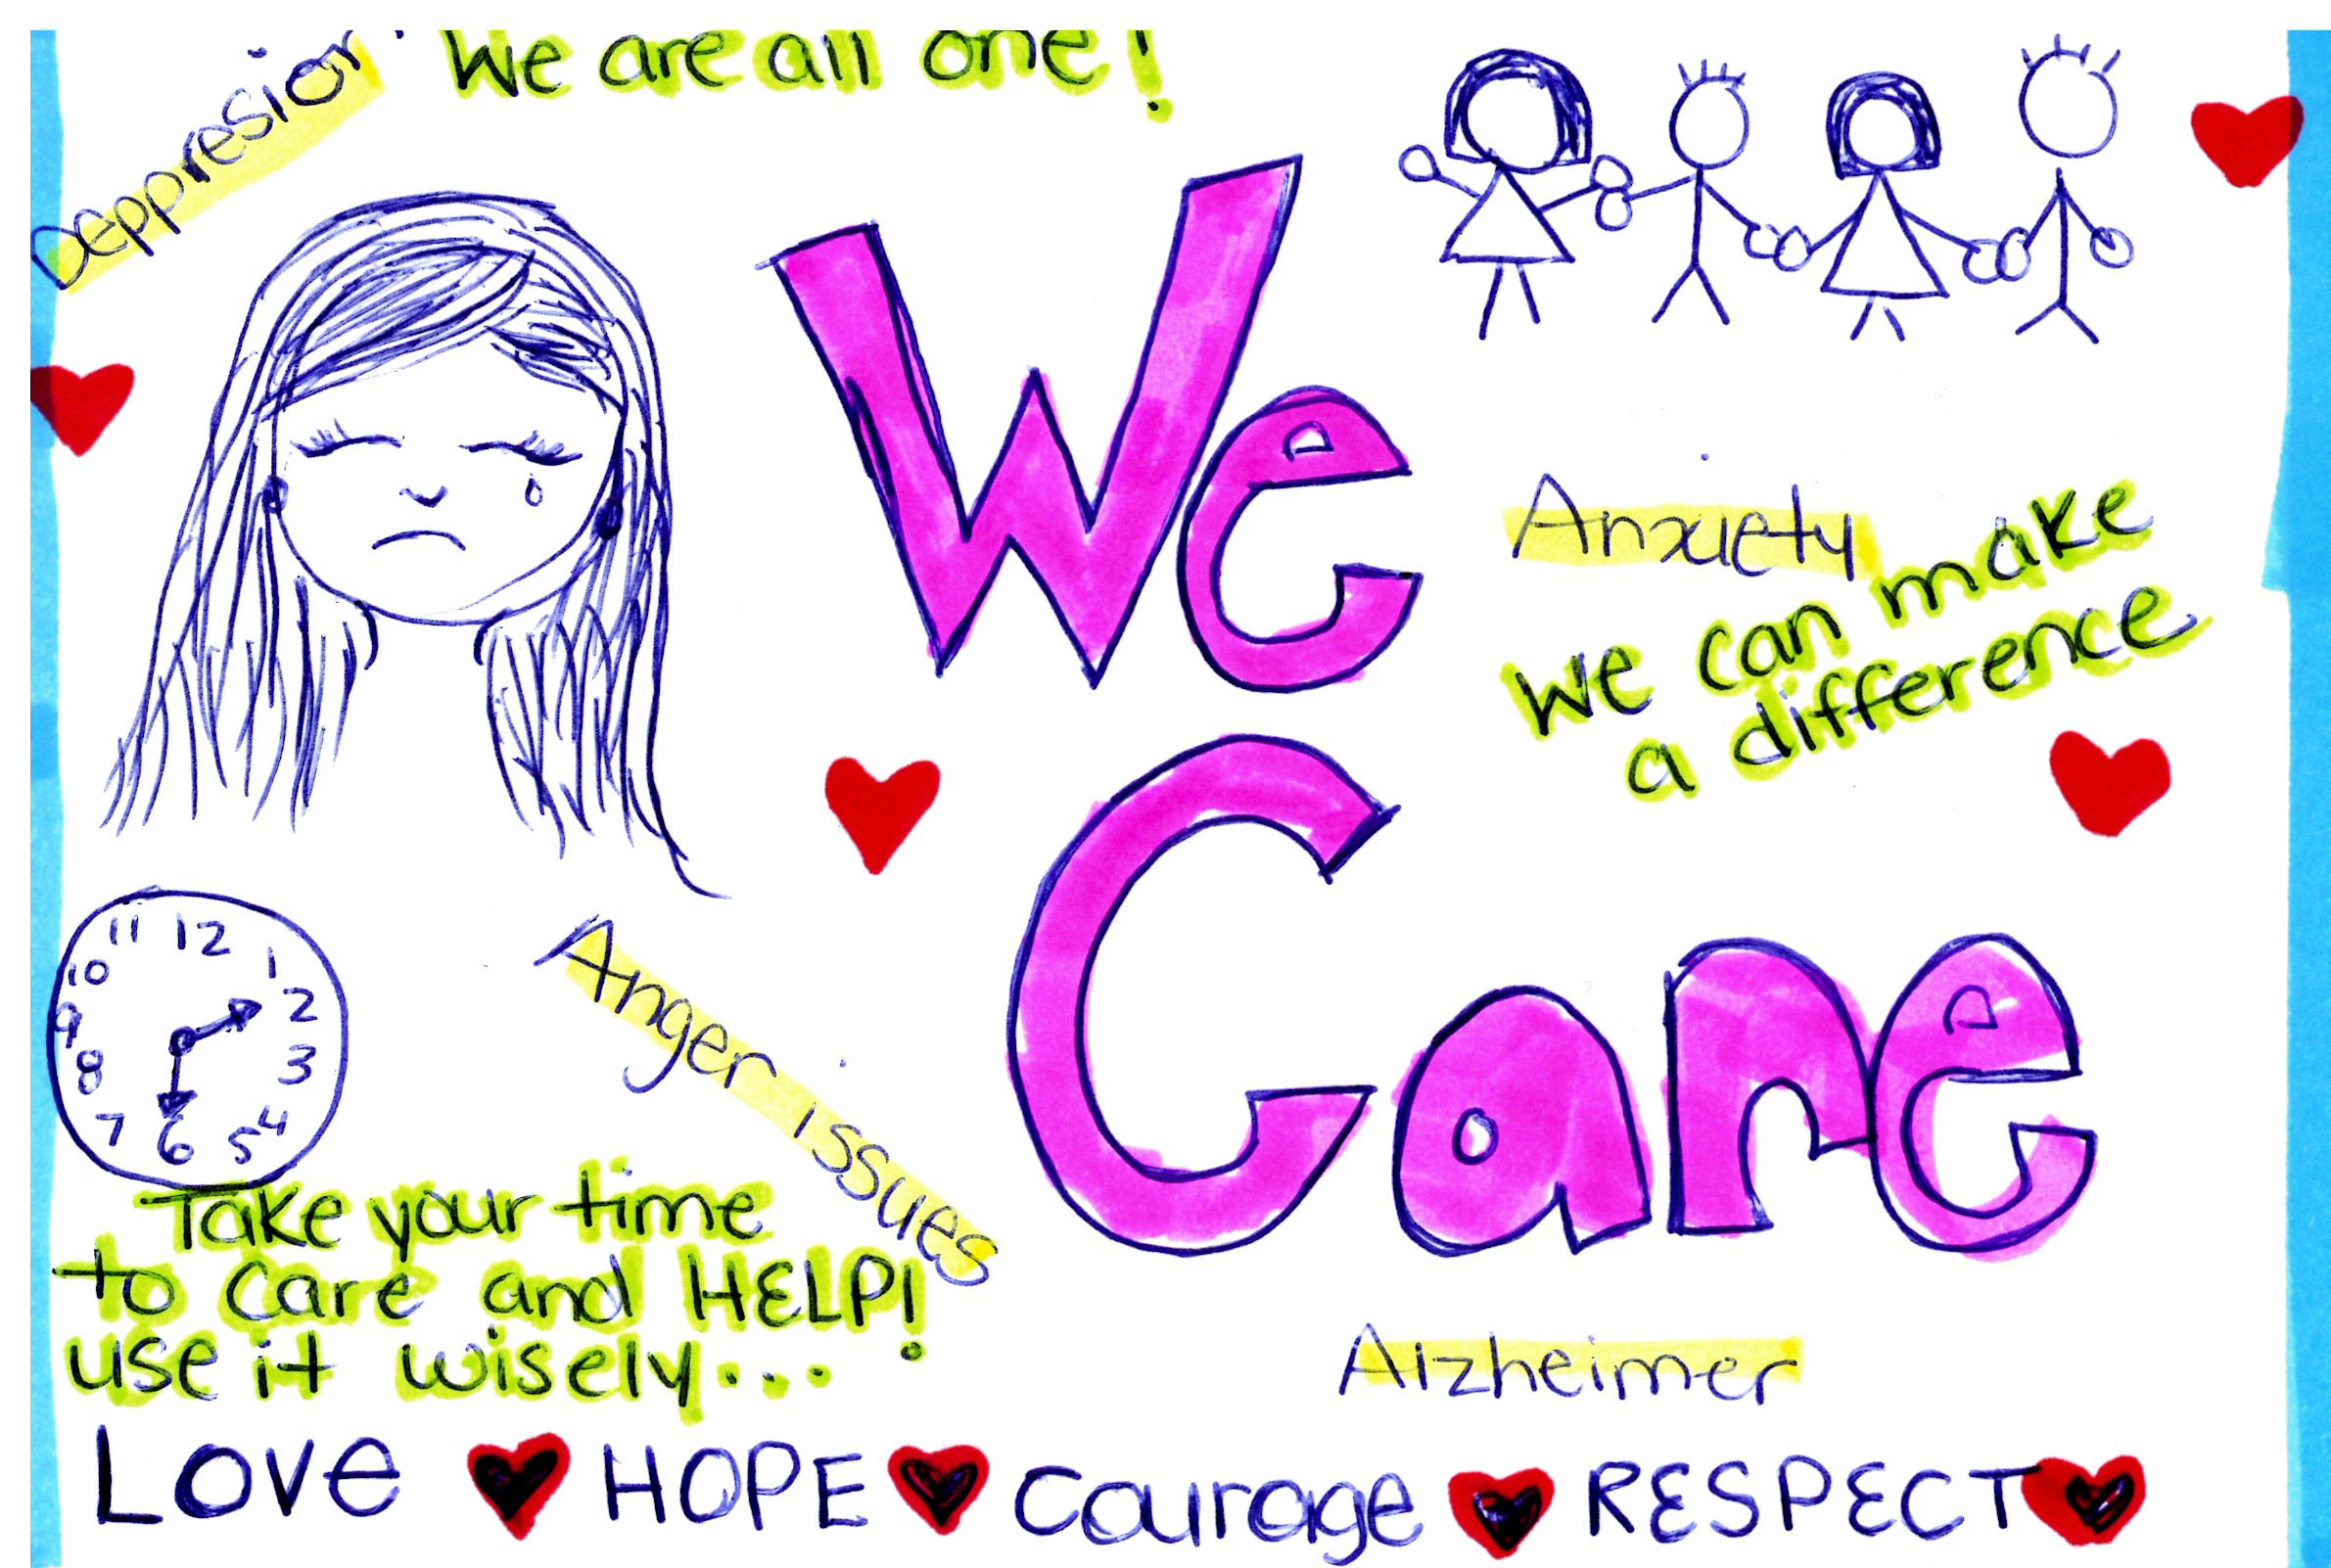 Deppresion
We are all one!
We
Care
Anxiety
We can make
a difference
11 12 1
10 2
9 3
8 4
7 6 5
Anger issues
Take your time
to care and HELP!
use it wisely...
Alzheimer
Love HOPE Courage RESPECT